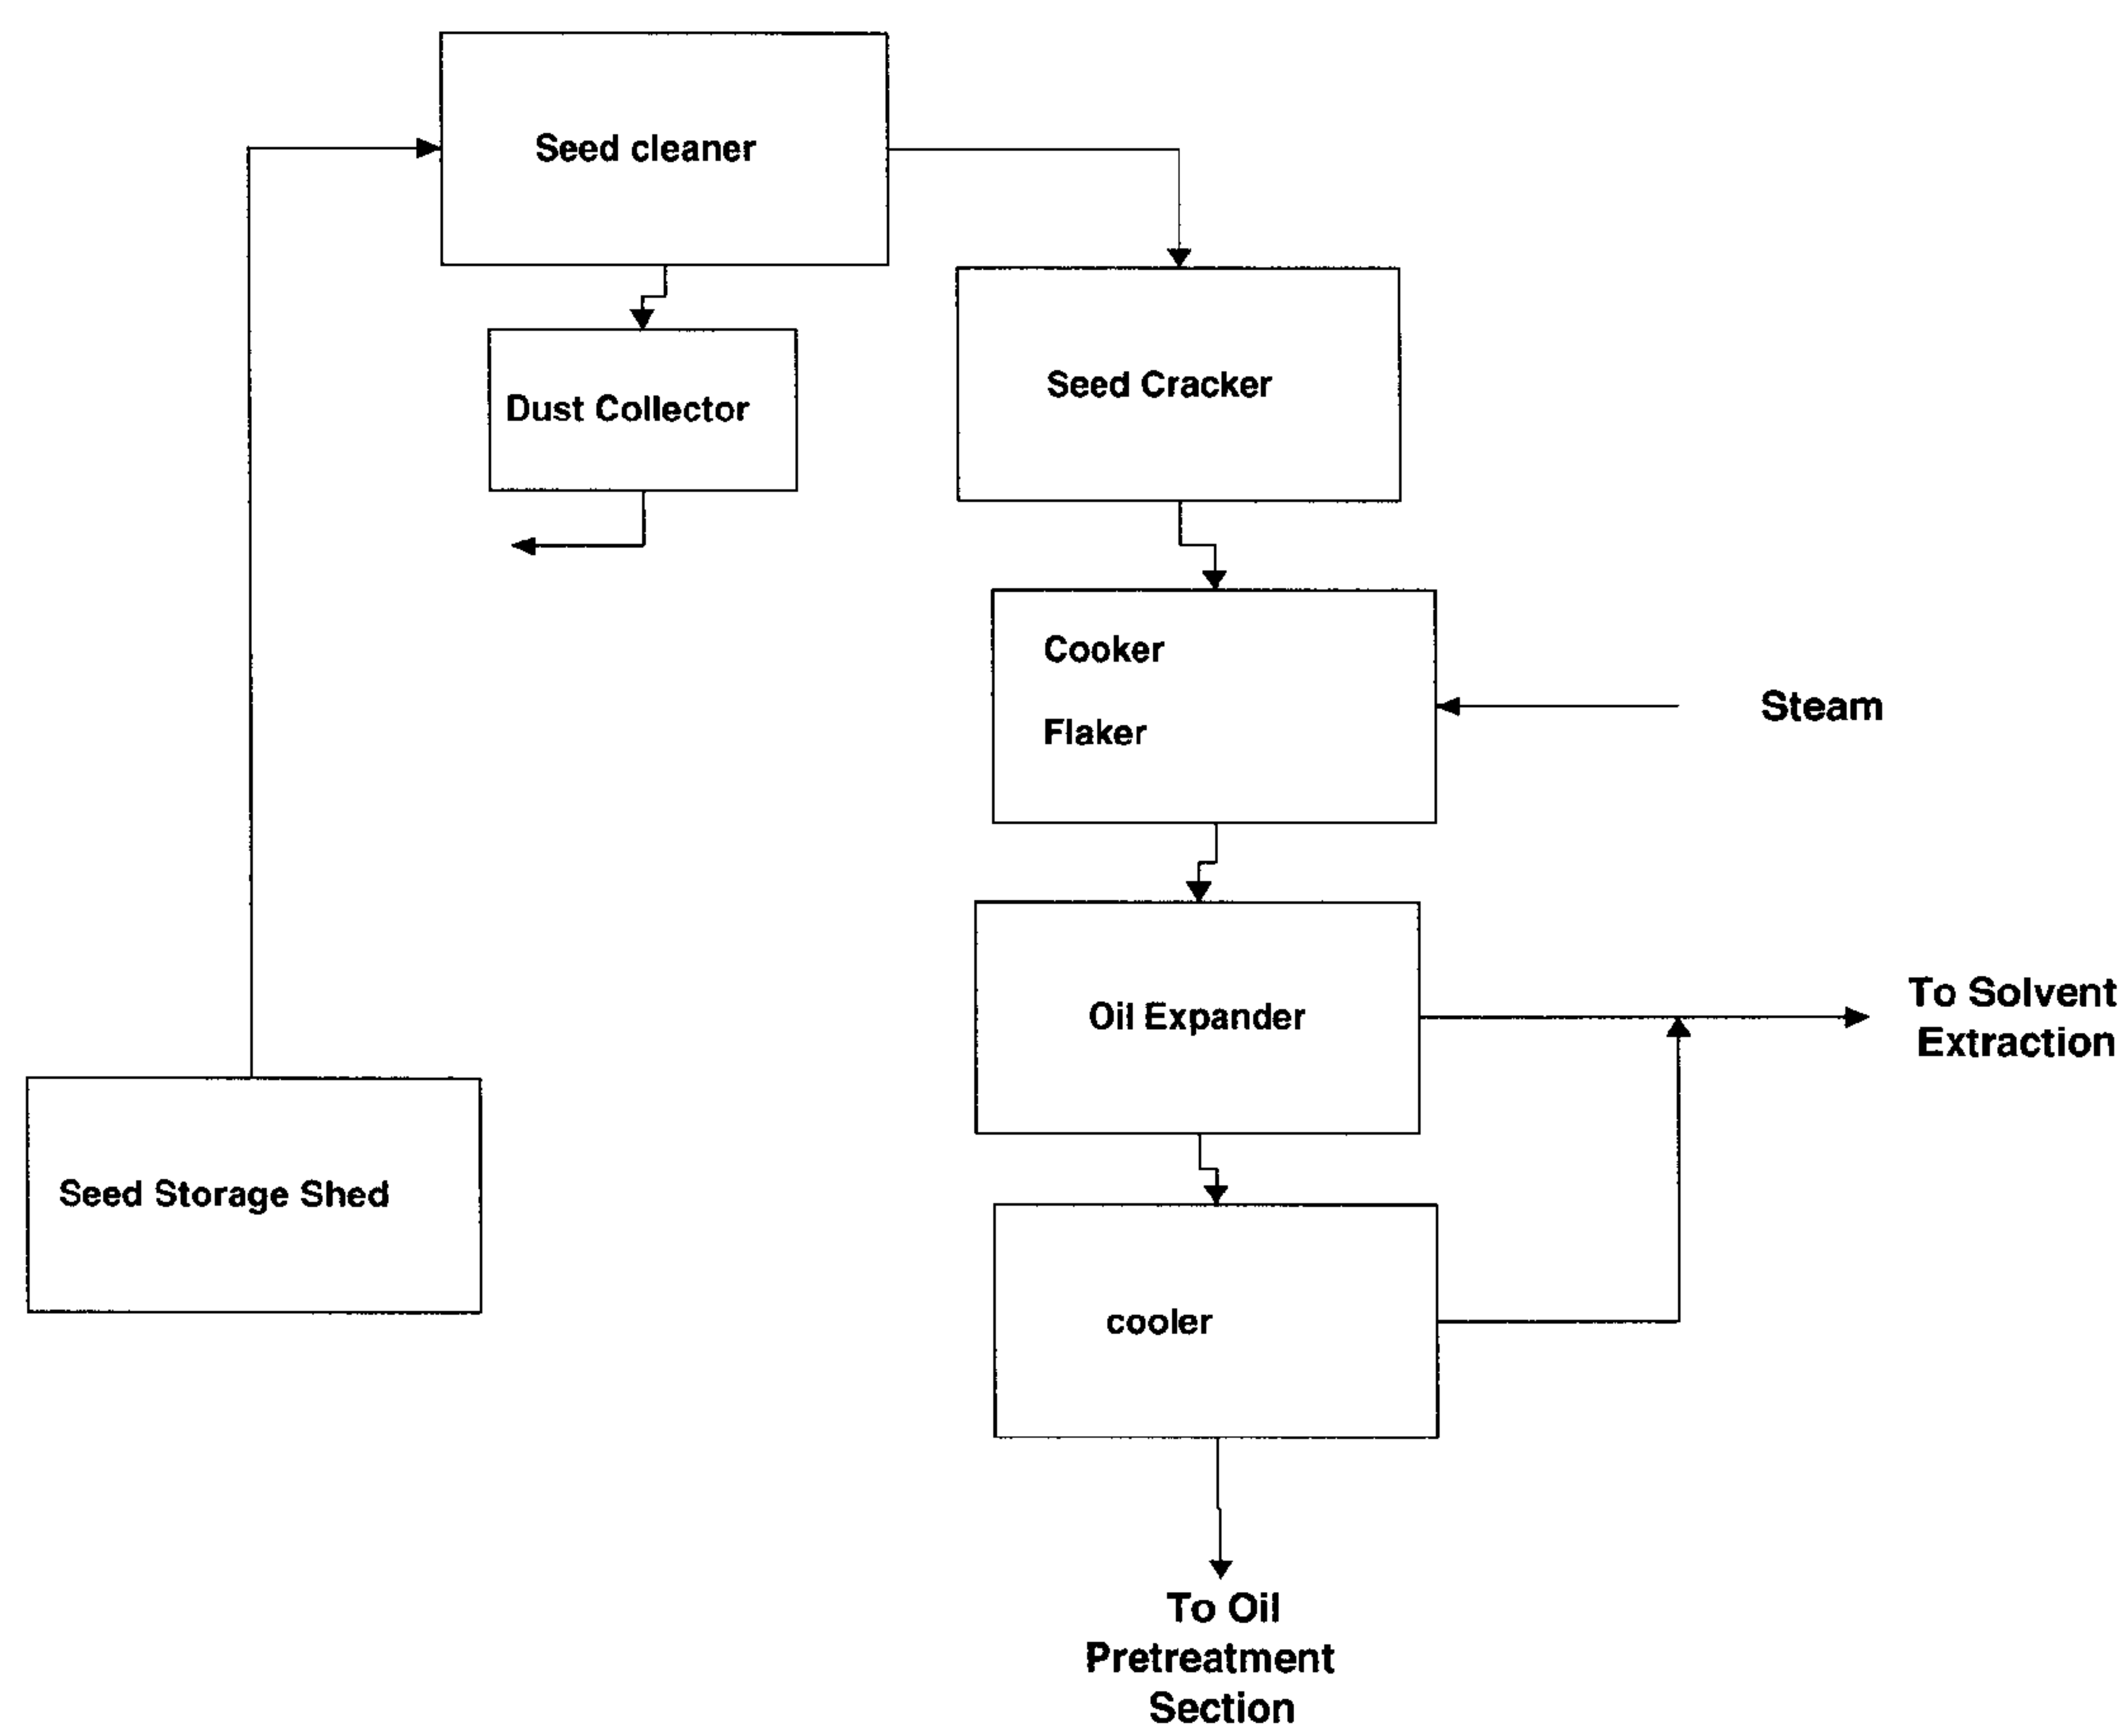 Seed cleaner
Dust Collector
Seed Cracker
Cooker
Flaker
Steam
Oil Expander
To Solvent
Extraction
Seed Storage Shed
cooler
To Oil
Pretreatment
Section